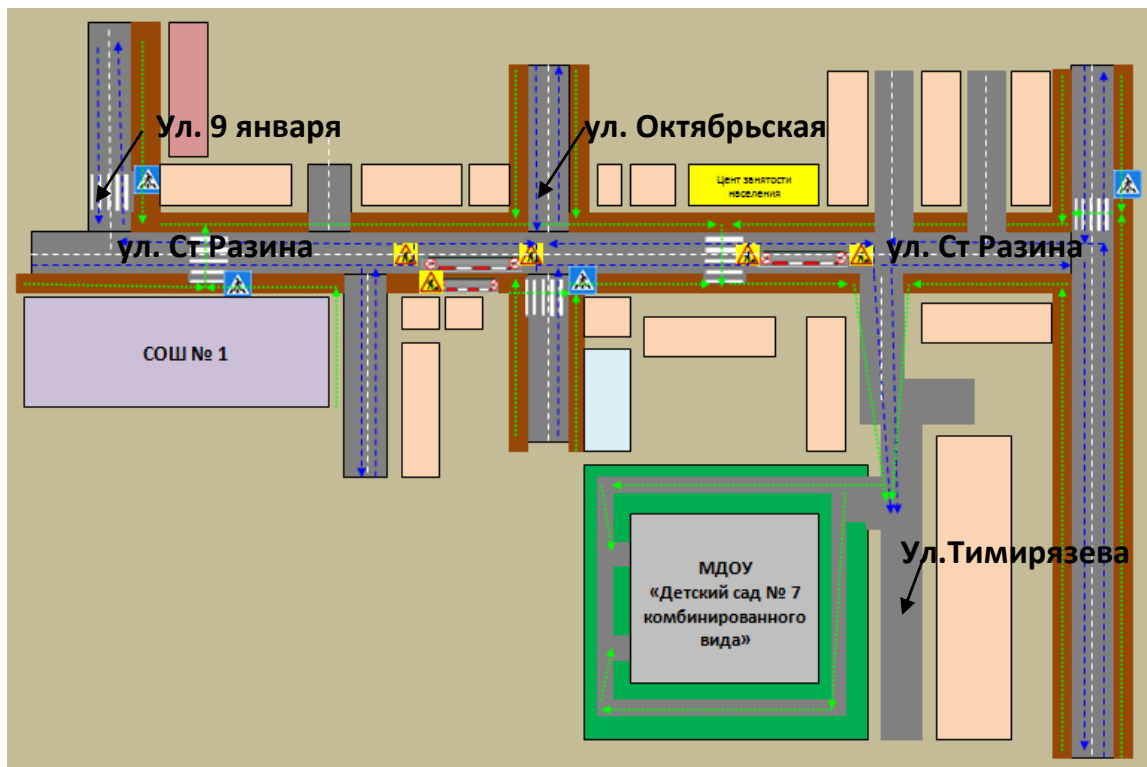 Ул. 9 января
ул. Октябрьская
Цент занятости
населения
ул. Ст Разина
ул. Ст Разина
СОШ № 1
Ул.Тимирязева
МДОУ
«Детский сад № 7
комбинированного
вида»